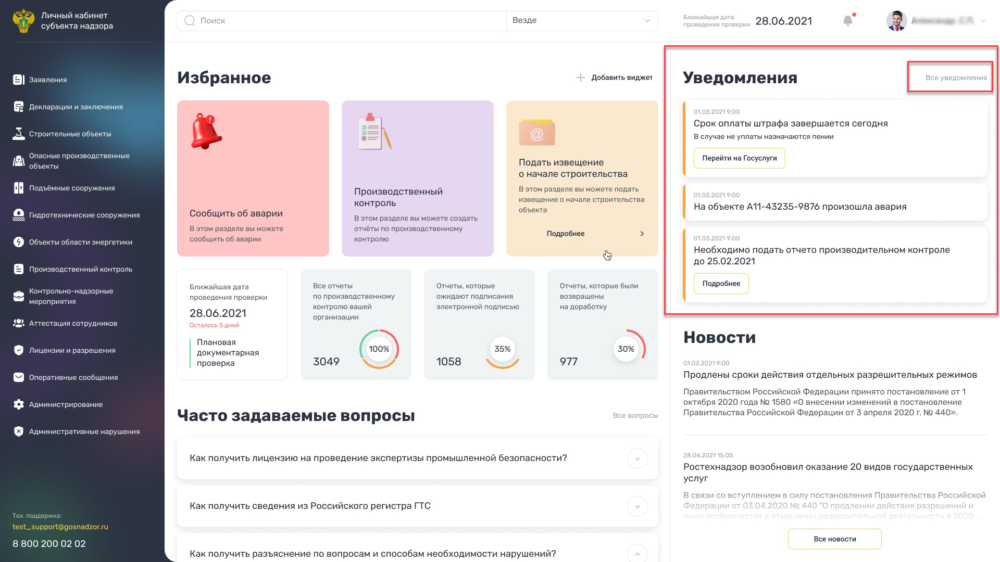 Личный кабинет
субъекта надзора
Заявления
Декларации и заключения
Строительные объекты
Опасные производственные
объекты
Подъёмные сооружения
Гидротехнические сооружения
Объекты области энергетики
Производственный контроль
Контрольно-надзорные
мероприятия
Аттестация сотрудников
Лицензии и разрешения
Оперативные сообщения
Администрирование
Административные нарушения
Тех. поддержка:
test_support@gosnadzor.ru
8 800 200 02 02
Поиск
Везде
Ближайшая дата
проведения проверки
28.06.2021
Избранное
Добавить виджет
Сообщить об аварии
В этом разделе вы можете
сообщить об аварии
Производственный
контроль
В этом разделе вы можете создать
отчёты по производственному
контролю
@
Подать извещение
о начале строительства
В этом разделе вы можете подать
извещение о начале строительства
объекта
Подробнее
Ближайшая дата
проведения проверки
28.06.2021
Осталось 5 дней
Плановая
документарная
проверка
Все отчеты
по производственному
контролю вашей
организации
3049
100%
Отчеты, которые
ожидают подписания
электронной подписью
1058
35%
Отчеты, которые были
возвращены
на доработку
977
30%
Часто задаваемые вопросы
Все вопросы
Как получить лицензию на проведение экспертизы промышленной безопасности?
Как получить сведения из Российского регистра ГТС
Как получить разъяснение по вопросам и способам необходимости нарушений?
Уведомления
Все уведомления
01.03.2021 9:00
Срок оплаты штрафа завершается сегодня
В случае не уплаты назначаются пении
Перейти на Госуслуги
01.03.2021 9:00
На объекте А11-43235-9876 произошла авария
01.03.2021 9:00
Необходимо подать отчето производительном контроле
до 25.02.2021
Подробнее
Новости
01.03.2021 9:00
Продлены сроки действия отдельных разрешительных режимов
Правительством Российской Федерации принято постановление от 1
октября 2020 года № 1580 «О внесении изменений в постановление
Правительства Российской Федерации от 3 апреля 2020 г. № 440».
28.04.2021 15:05
Ростехнадзор возобновил оказание 20 видов государственных
услуг
В связи со вступлением в силу постановления Правительства Российской
Федерации от 03.04.2020 № 440 "О продлении действия разрешений и
иных особенностях в отношении разрешительной деятельности в 2020 ...
Все новости